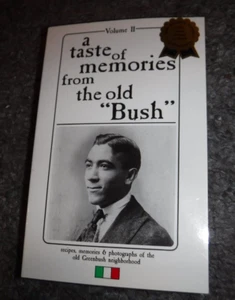 Volume II
a
taste of
memories
from the old
"Bush"
recipes, memories & photographs of the
old Greenbush neighborhood